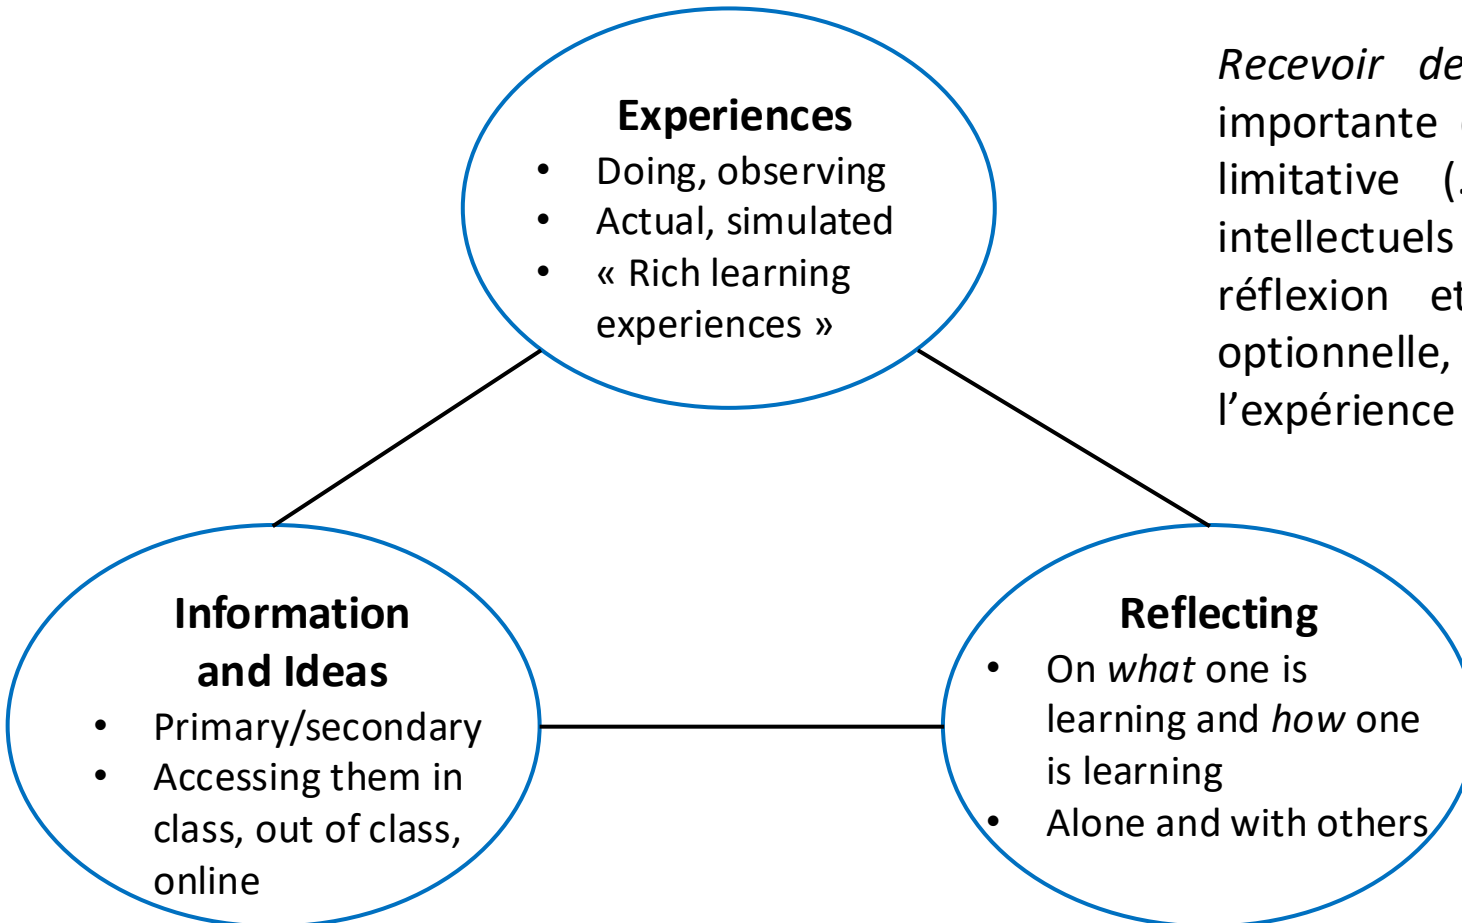 Experiences
• Doing, observing
• Actual, simulated
• « Rich learning
experiences »
Recevoir de
importante
limitative (.
intellectuels
réflexion et
optionnelle,
l’expérience
Information
and Ideas
• Primary/secondary
• Accessing them in
class, out of class,
online
Reflecting
• On what one is
learning and how one
is learning
• Alone and with others